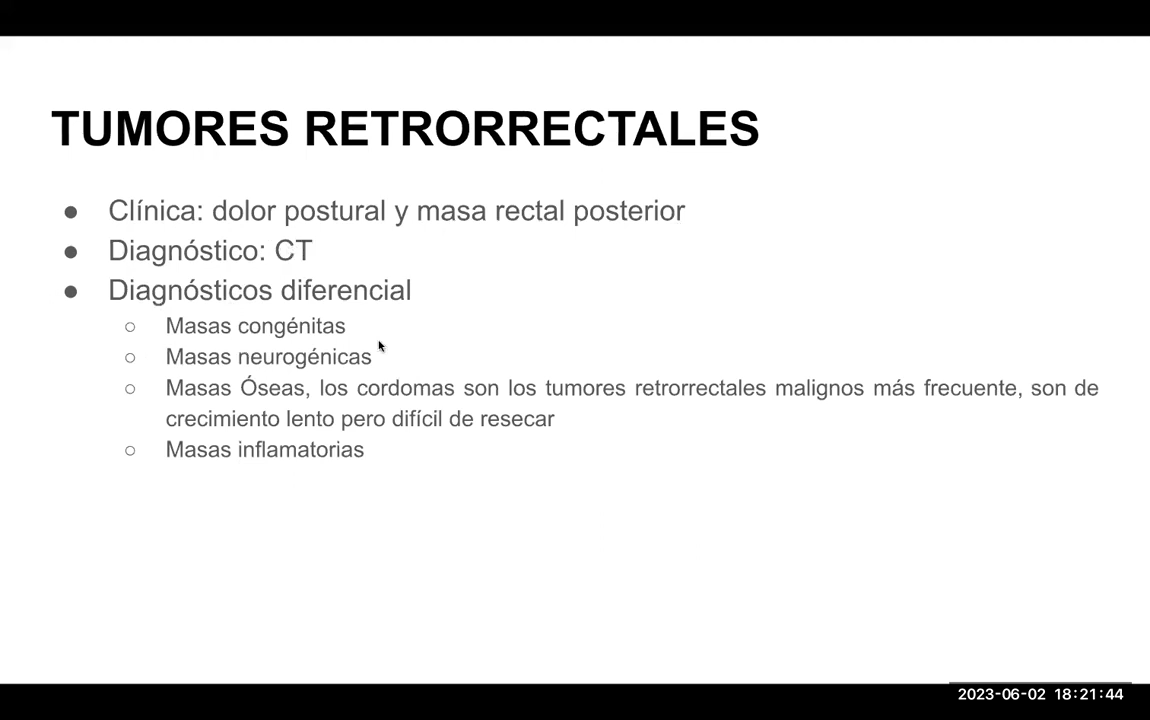 TUMORES RETRORRECTALES
● Clínica: dolor postural y masa rectal posterior
● Diagnóstico: CT
● Diagnósticos diferencial
○ Masas congénitas
○ Masas neurogénicas
○ Masas Óseas, los cordomas son los tumores retrorrectales malignos más frecuente, son de
crecimiento lento pero difícil de resecar
○ Masas inflamatorias
2023-06-02 18:21:44